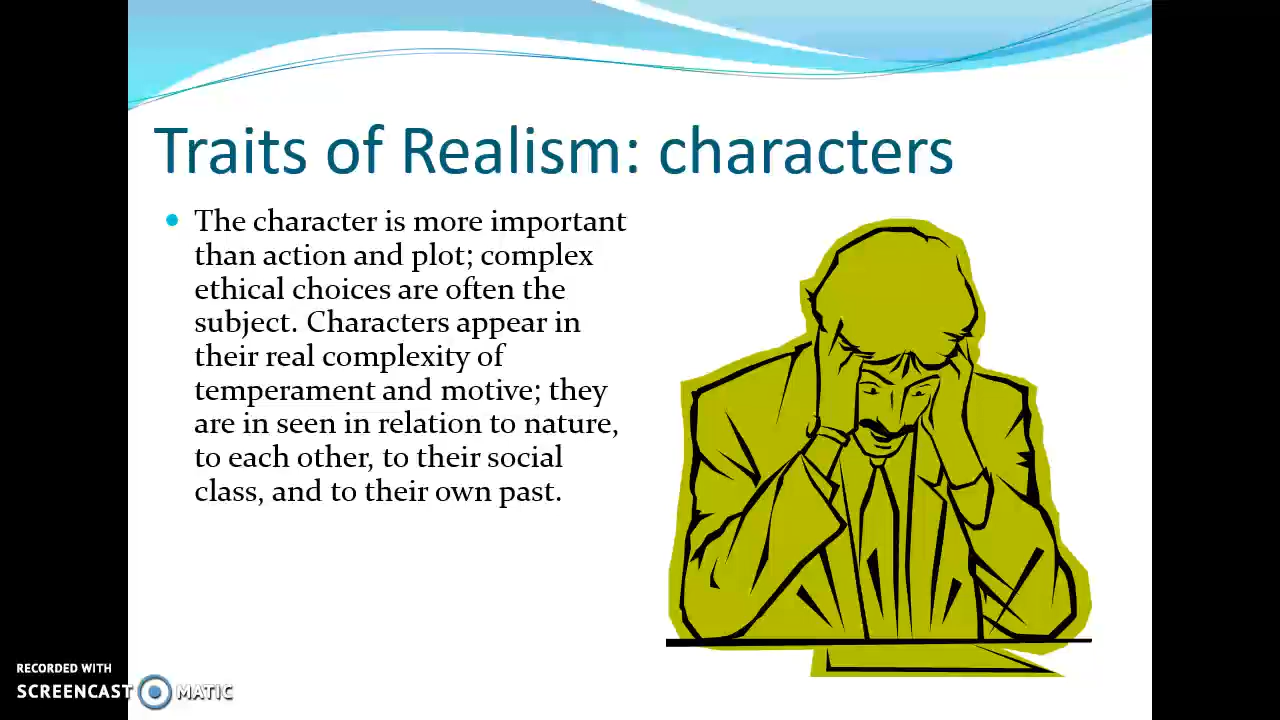 Traits of Realism: characters
The character is more important
than action and plot; complex
ethical choices are often the
subject. Characters appear in
their real complexity of
temperament and motive; they
are in seen in relation to nature,
to each other, to their social
class, and to their own past.
RECORDED WITH
SCREENCAST MATIC